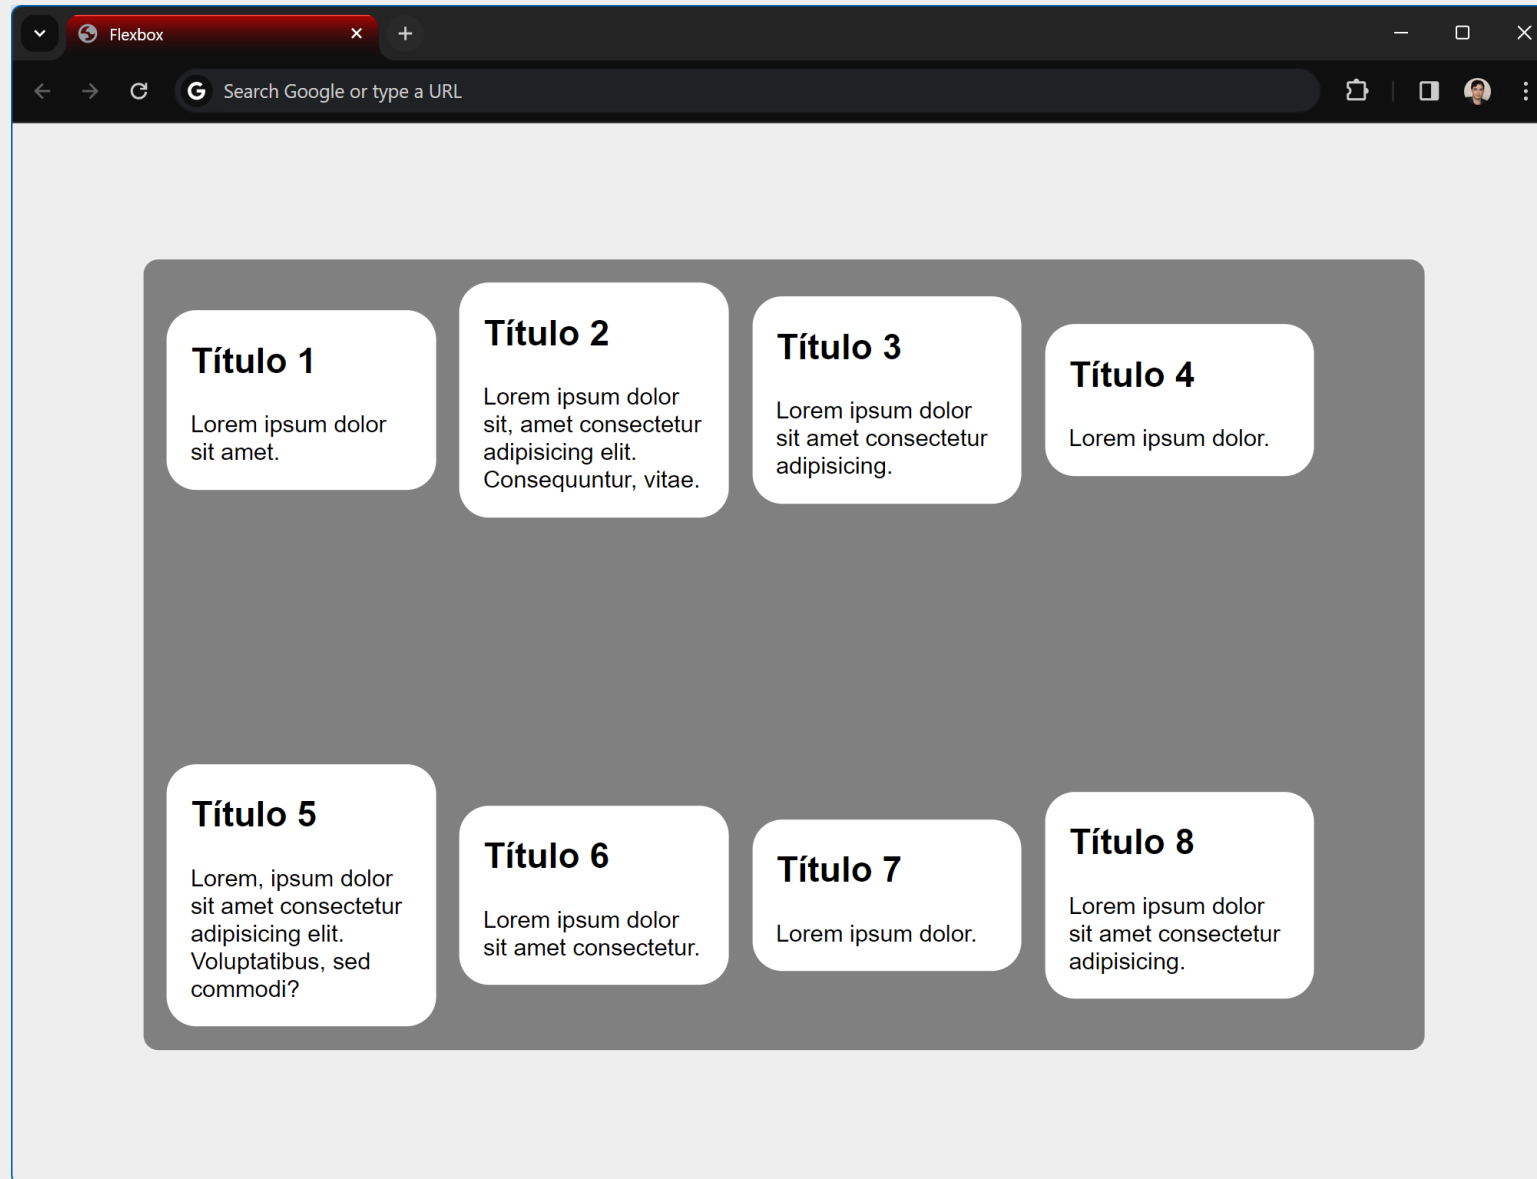 Flexbox
Search Google or type a URL
Título 1
Lorem ipsum dolor
sit amet.
Título 2
Lorem ipsum dolor
sit, amet consectetur
adipisicing elit.
Consequuntur, vitae.
Título 3
Lorem ipsum dolor
sit amet consectetur
adipisicing.
Título 4
Lorem ipsum dolor.
Título 5
Lorem, ipsum dolor
sit amet consectetur
adipisicing elit.
Voluptatibus, sed
commodi?
Título 6
Lorem ipsum dolor
sit amet consectetur.
Título 7
Lorem ipsum dolor.
Título 8
Lorem ipsum dolor
sit amet consectetur
adipisicing.